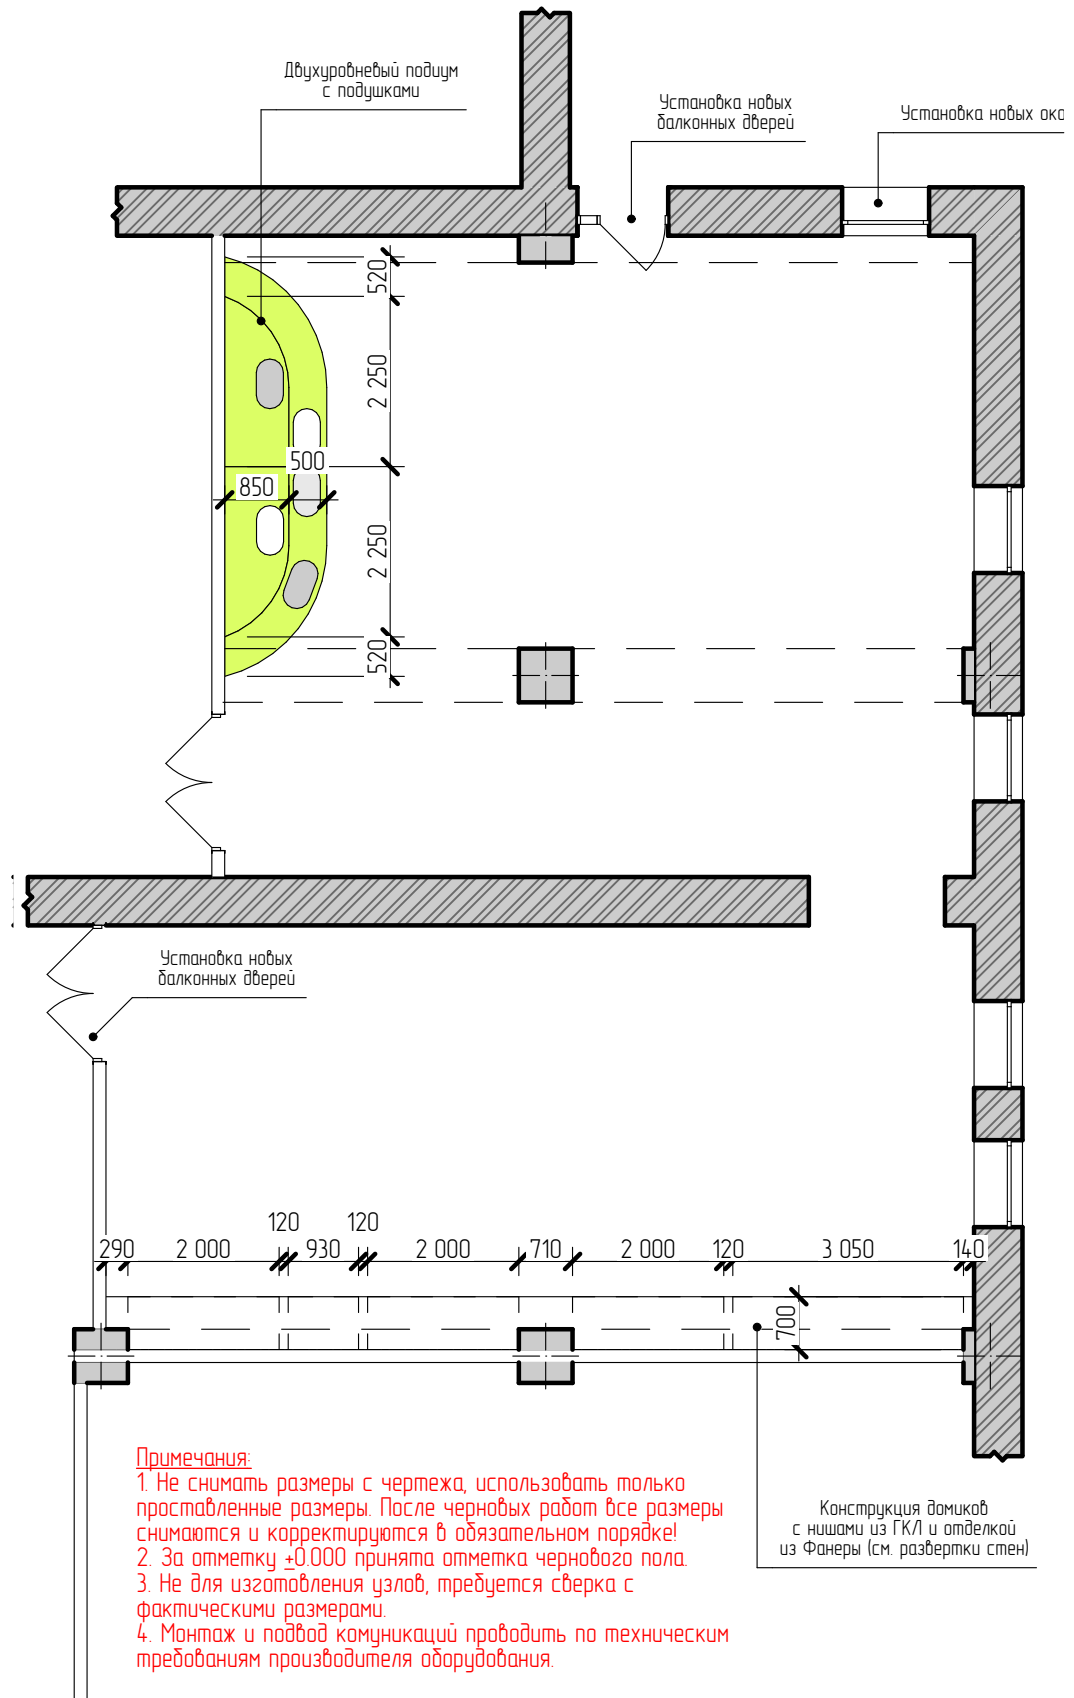 Двухуровневый подиум
с подушками
Установка новых
балконных дверей
Установка новых око
520
2 250
500
850
2 250
520
Установка новых
балконных дверей
120
120
290
2 000
930
2 000
710
2 000
120
3 050
140
700
Примечания:
1. Не снимать размеры с чертежа, использовать только
проставленные размеры. После черновых работ все размеры
снимаются и корректируются в обязательном порядке!
2. За отметку ±0.000 принята отметка чернового пола.
3. Не для изготовления узлов, требуется сверка с
фактическими размерами.
4. Монтаж и подвод комуникаций проводить по техническим
требованиям производителя оборудования.
Конструкция домиков
с нишами из ГКЛ и отделкой
из Фанеры (см. развертки стен)